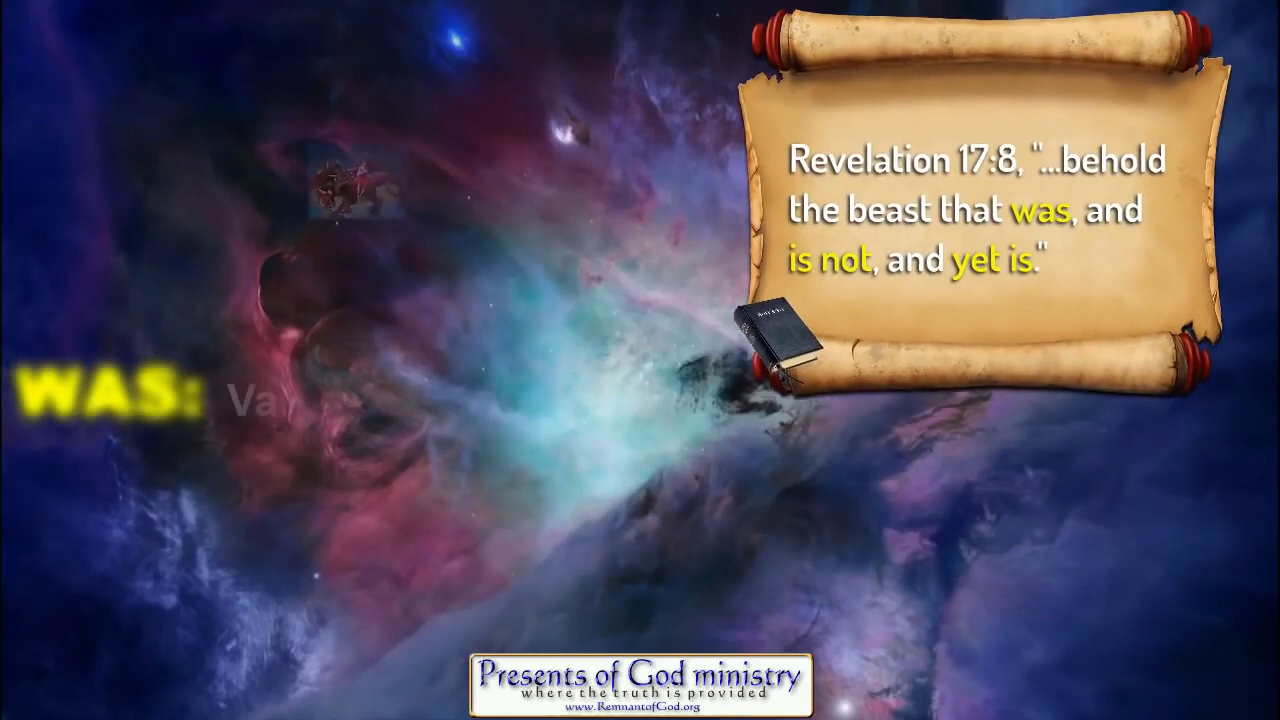 Revelation 17:8, "...behold
the beast that was, and
is not, and yet is."
WAS:
Presents of God ministry
where the truth is provided
www.RemnantofGod.org